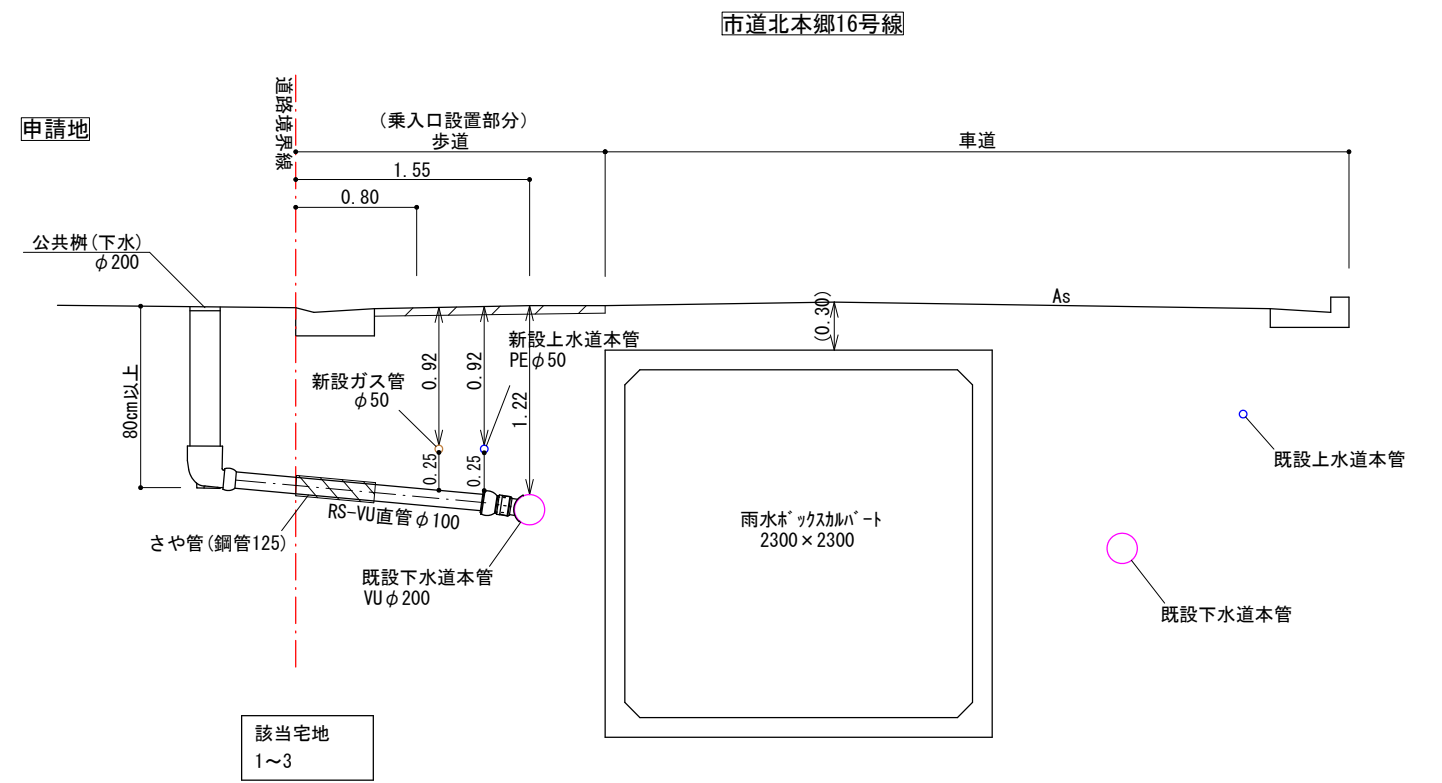 市道北本郷16号線
道路境界線
申請地
(乗入口設置部分)
歩道
車道
1.55
0.80
公共桝(下水)
φ200
As
(0.30)
80cm以上
新設ガス管
φ50
0.92
0.92
新設上水道本管
PEφ50
1.22
0.25
0.25
既設上水道本管
RS-VU直管φ100
さや管(鋼管125)
雨水ﾎﾞｯｸｽｶﾙﾊﾞｰﾄ
2300×2300
既設下水道本管
VUφ200
既設下水道本管
該当宅地
1～3